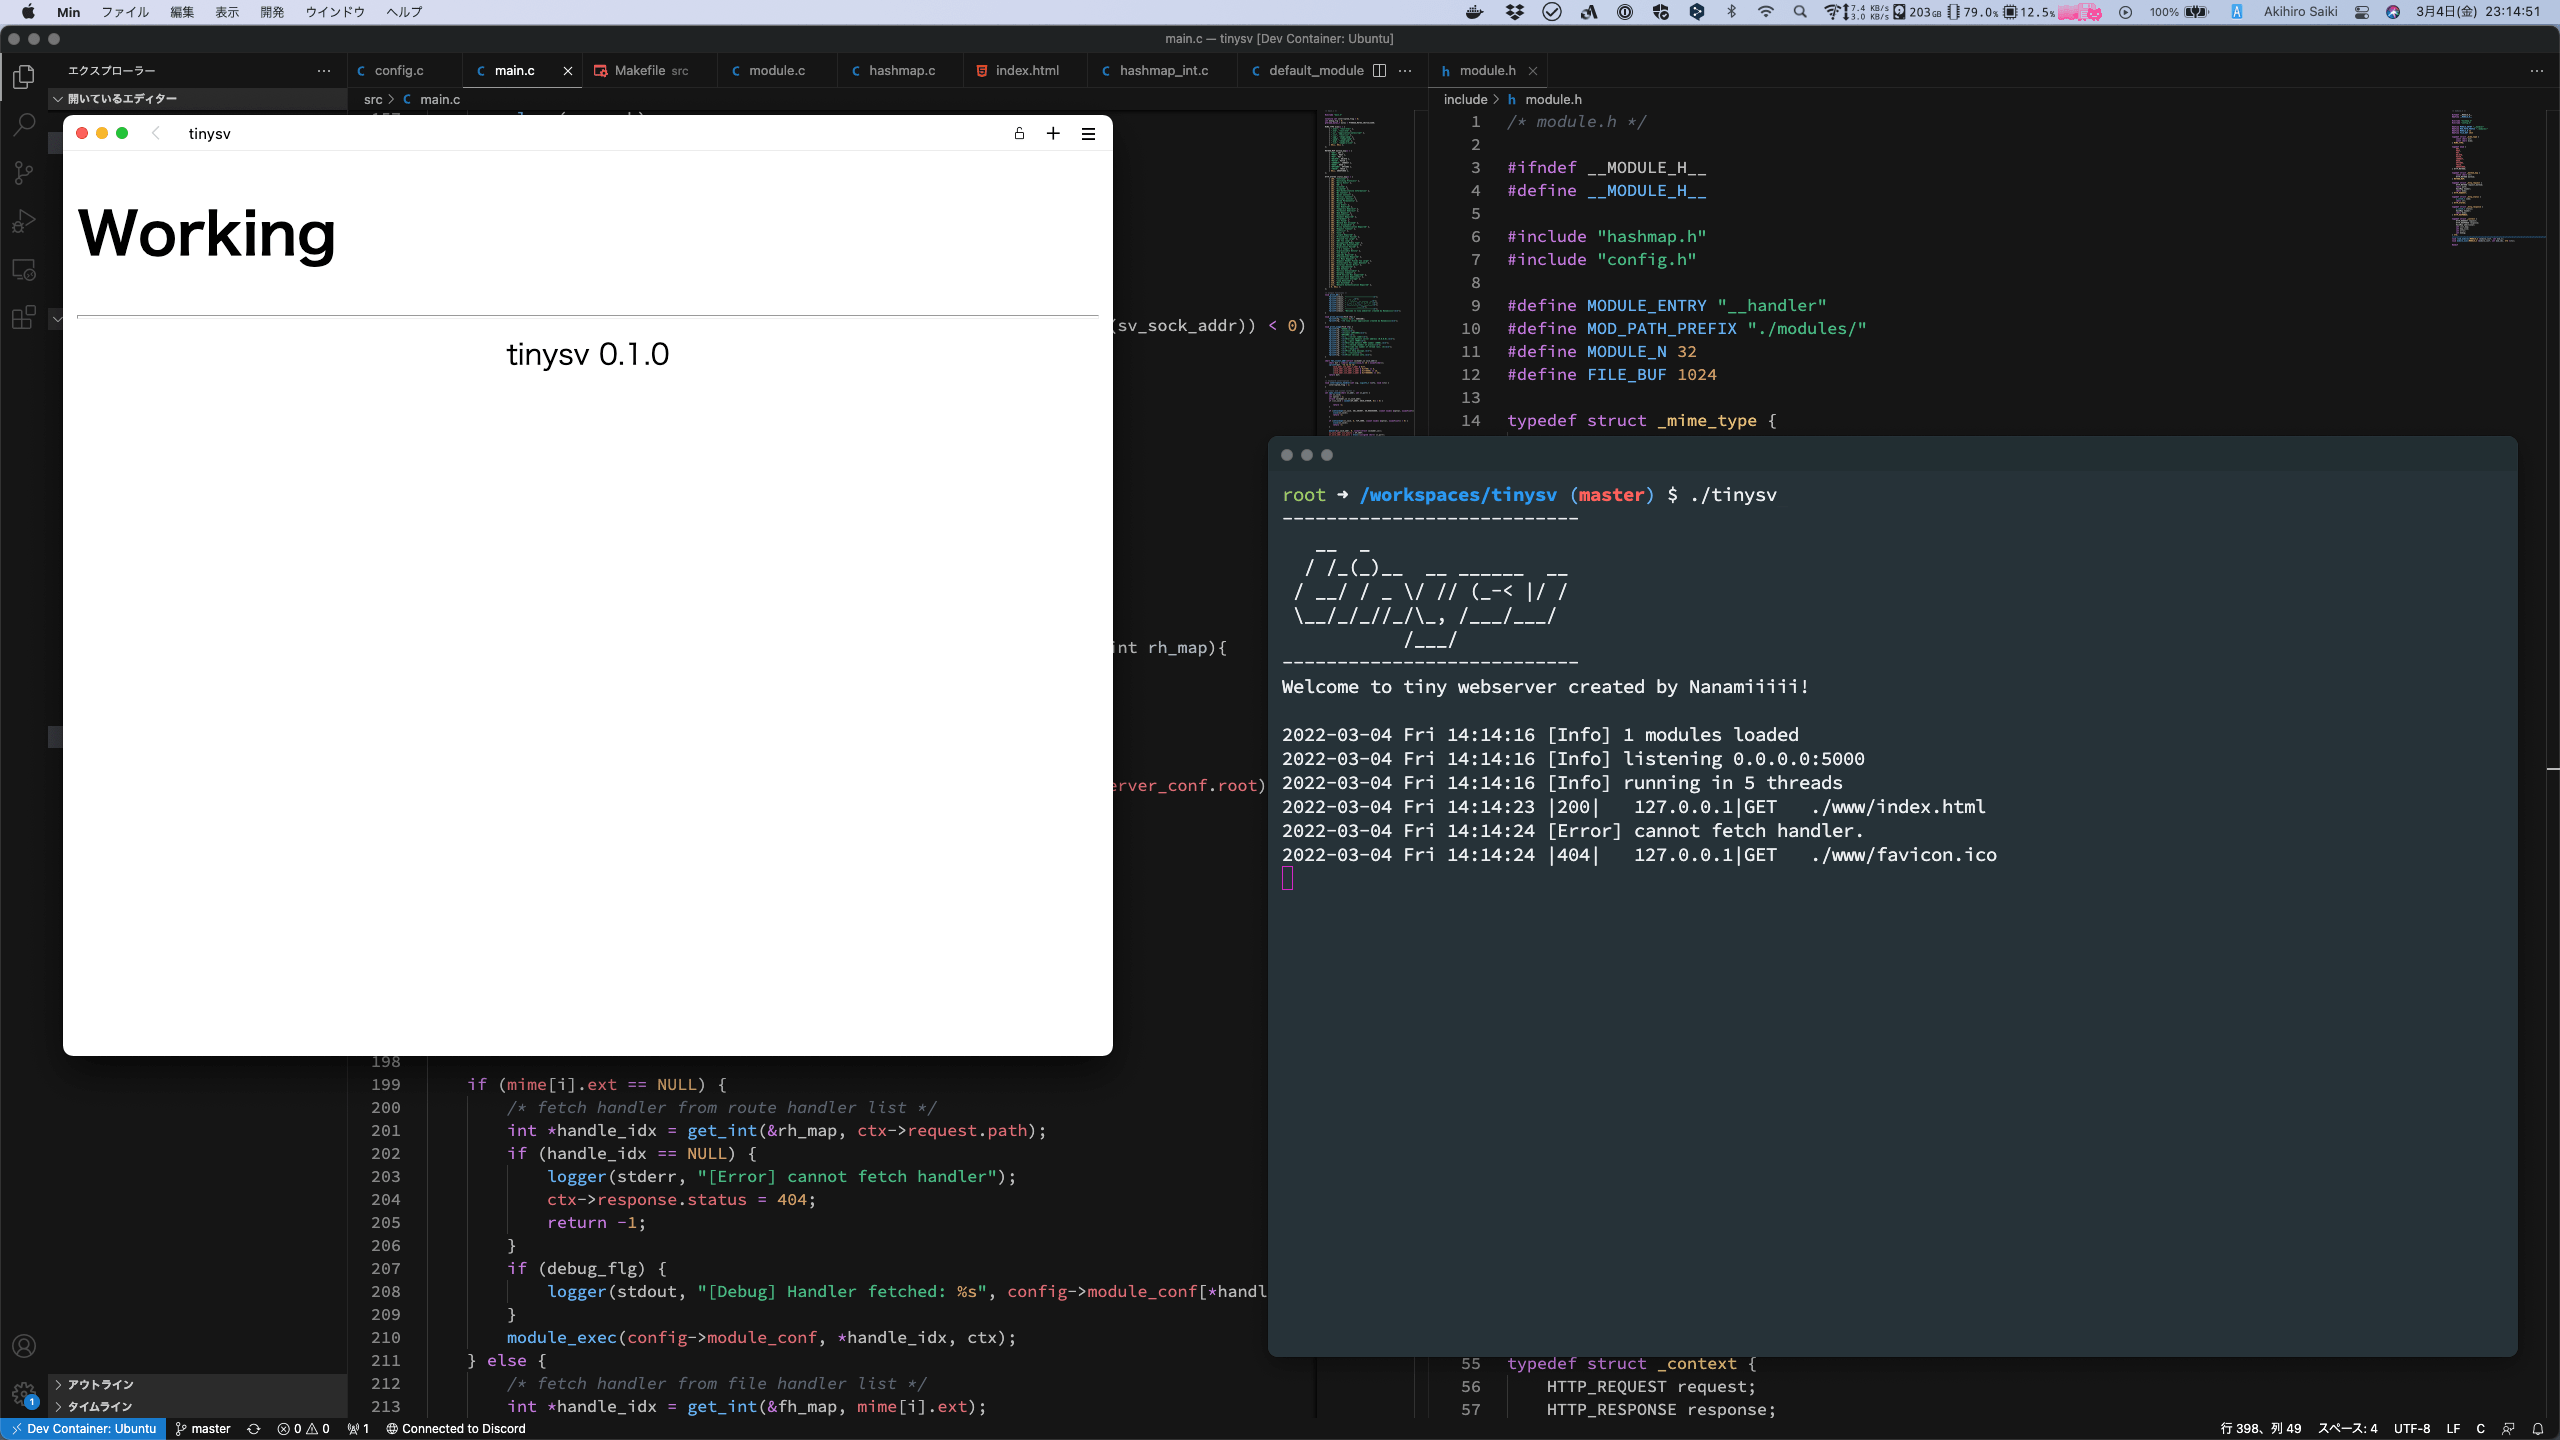 Min ファイル 編集 表示 開発 ウインドウ ヘルプ
7.4 KB/s
3.0 KB/s
203GB 79.0% 12.5% 100% A Akihiro Saiki 3月4日(金) 23:14:51
main.c — tinysv [Dev Container: Ubuntu]
エクスプローラー
開いているエディター
C config.c
C main.c
Makefile src
C module.c
C hashmap.c
index.html
C hashmap_int.c
C default_module
h module.h
src > C main.c
include > h module.h
tinysv
Working
tinysv 0.1.0
(sv_sock_addr)) < 0)
int rh_map){
erver_conf.root)
1 /* module.h */
2
3 #ifndef __MODULE_H__
4 #define __MODULE_H__
5
6 #include "hashmap.h"
7 #include "config.h"
8
9 #define MODULE_ENTRY "__handler"
10 #define MOD_PATH_PREFIX "./modules/"
11 #define MODULE_N 32
12 #define FILE_BUF 1024
13
14 typedef struct _mime_type {
root ➜ /workspaces/tinysv (master) $ ./tinysv
---------------------------
   __  _
  / /_(_)__  __ ______  __
 / __/ / _ \/ // (_-< |/ /
 \__/_/_//_/\_, /___/___/
           /___/
---------------------------
Welcome to tiny webserver created by Nanamiiiii!
2022-03-04 Fri 14:14:16 [Info] 1 modules loaded
2022-03-04 Fri 14:14:16 [Info] listening 0.0.0.0:5000
2022-03-04 Fri 14:14:16 [Info] running in 5 threads
2022-03-04 Fri 14:14:23 |200|   127.0.0.1|GET   ./www/index.html
2022-03-04 Fri 14:14:24 [Error] cannot fetch handler.
2022-03-04 Fri 14:14:24 |404|   127.0.0.1|GET   ./www/favicon.ico
198
199 if (mime[i].ext == NULL) {
200 /* fetch handler from route handler list */
201 int *handle_idx = get_int(&rh_map, ctx->request.path);
202 if (handle_idx == NULL) {
203 logger(stderr, "[Error] cannot fetch handler");
204 ctx->response.status = 404;
205 return -1;
206 }
207 if (debug_flg) {
208 logger(stdout, "[Debug] Handler fetched: %s", config->module_conf[*handl
209 }
210 module_exec(config->module_conf, *handle_idx, ctx);
211 } else {
212 /* fetch handler from file handler list */
213 int *handle_idx = get_int(&fh_map, mime[i].ext);
55 typedef struct _context {
56 HTTP_REQUEST request;
57 HTTP_RESPONSE response;
アウトライン
タイムライン
1
Dev Container: Ubuntu master 0 0 1 Connected to Discord
行 398、列 49 スペース: 4 UTF-8 LF C